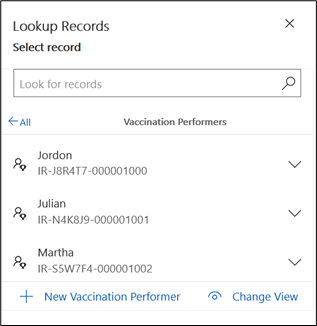 Lookup Records
Select record
Look for records
All
Vaccination Performers
Jordon
IR-J8R4T7-000001000
Julian
IR-N4K8J9-000001001
Martha
IR-S5W7F4-000001002
New Vaccination Performer
Change View